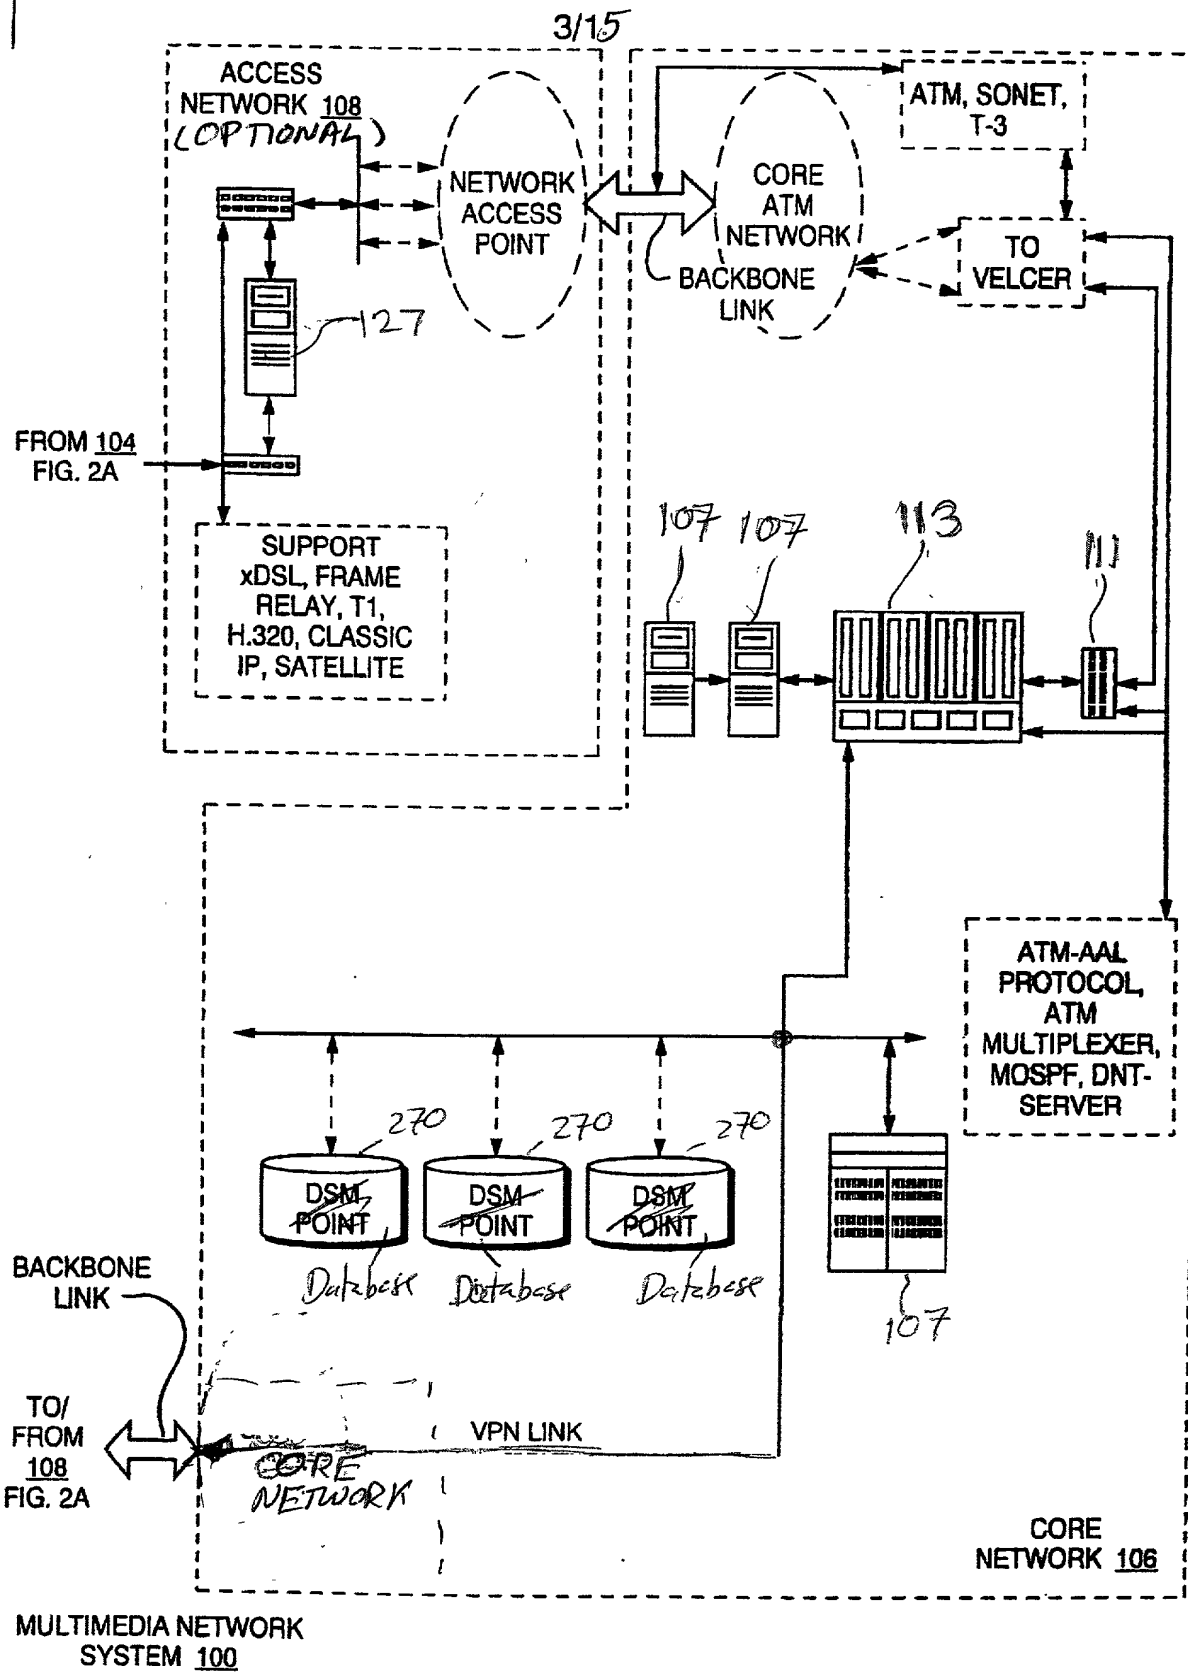 3/15
ACCESS
NETWORK 108
(OPTIONAL)
NETWORK
ACCESS
POINT
CORE
ATM
NETWORK
ATM, SONET,
T-3
TO
VELCER
BACKBONE
LINK
127
FROM 104
FIG. 2A
SUPPORT
xDSL, FRAME
RELAY, T1,
H.320, CLASSIC
IP, SATELLITE
107
107
113
111
ATM-AAL
PROTOCOL,
ATM
MULTIPLEXER,
MOSPF, DNT-
SERVER
270
270
270
DSM
POINT
DSM
POINT
DSM
POINT
Database
Database
Database
107
BACKBONE
LINK
TO/
FROM
108
FIG. 2A
VPN LINK
CORE
NETWORK
CORE
NETWORK 106
MULTIMEDIA NETWORK
SYSTEM 100